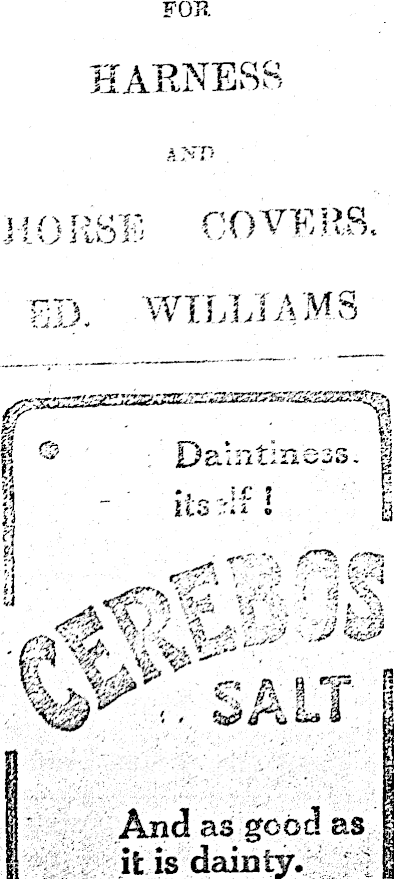 FOR
HARNESS
AND
HORSE COVERS.
ED. WILLIAMS
Daintiness.
itself!
CEREBOS
SALT
And as good as
it is dainty.